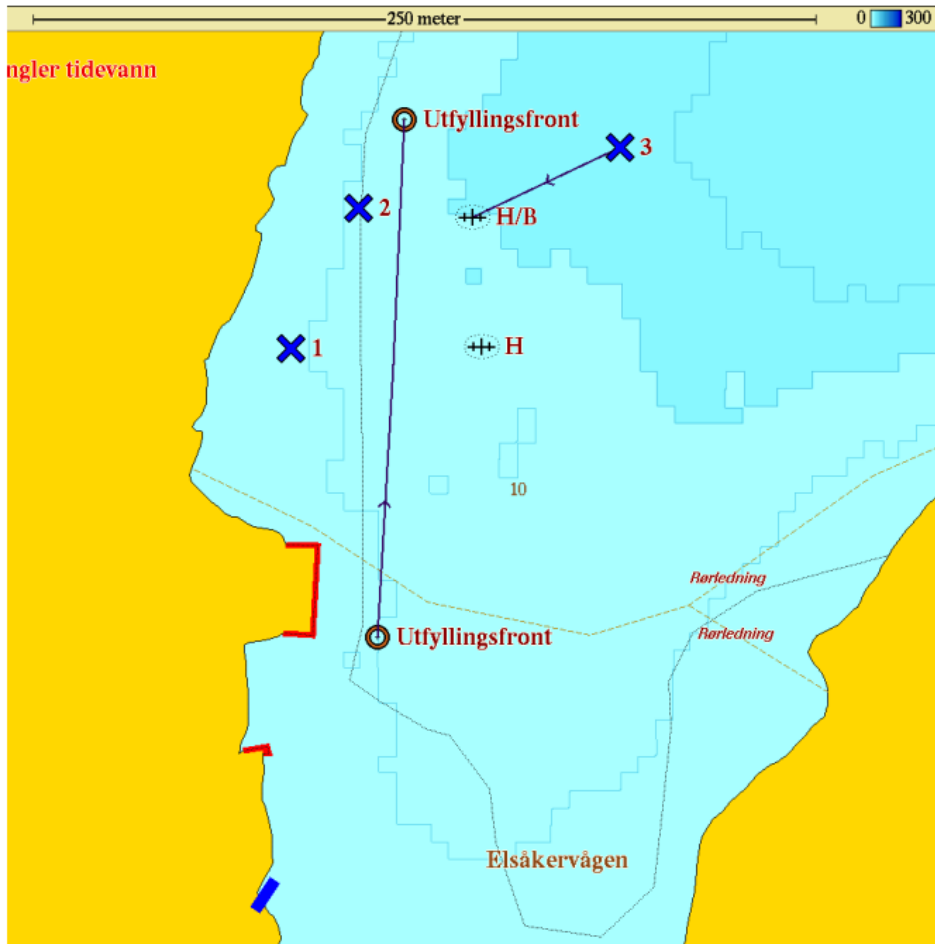 250 meter
0 300
ngler tidevann
Utfyllingsfront
3
2
H/B
1
H
10
Rørledning
Rørledning
Utfyllingsfront
Elsåkervågen